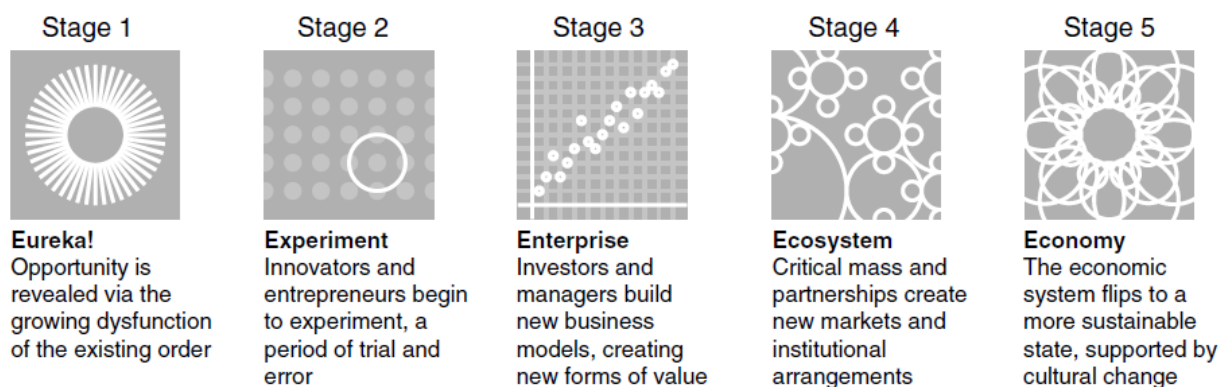 Stage 1
Eureka!
Opportunity is
revealed via the
growing dysfunction
of the existing order
Stage 2
Experiment
Innovators and
entrepreneurs begin
to experiment, a
period of trial and
error
Stage 3
Enterprise
Investors and
managers build
new business
models, creating
new forms of value
Stage 4
Ecosystem
Critical mass and
partnerships create
new markets and
institutional
arrangements
Stage 5
Economy
The economic
system flips to a
more sustainable
state, supported by
cultural change